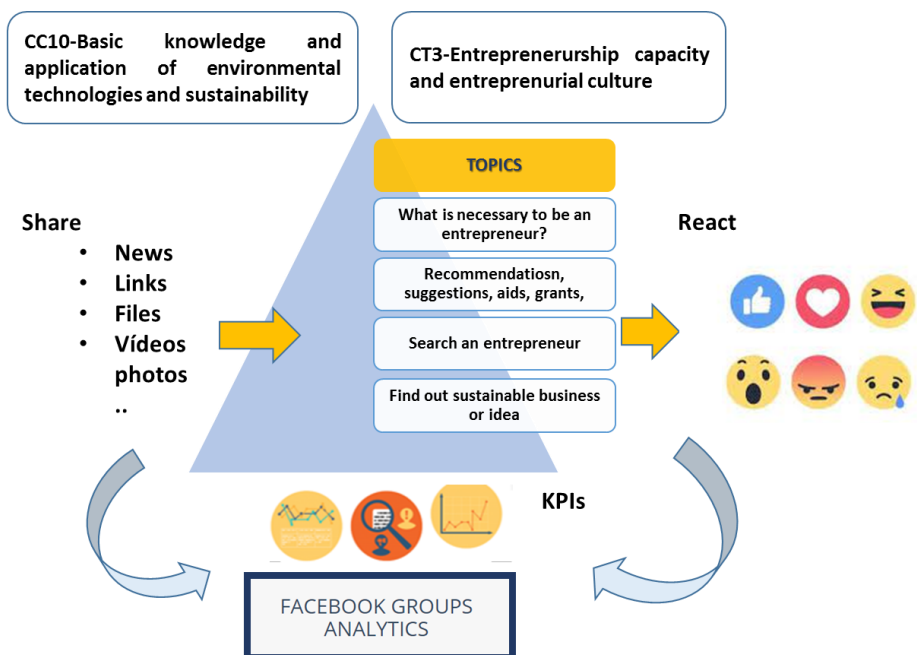 CC10-Basic knowledge and
application of environmental
technologies and sustainability
CT3-Entreprenerurship capacity
and entreprenurial culture
TOPICS
What is necessary to be an
entrepreneur?
Recommendatiosn,
suggestions, aids, grants,
Search an entrepreneur
Find out sustainable business
or idea
Share
• News
• Links
• Files
• Vídeos
photos
..
React
KPIs
FACEBOOK GROUPS
ANALYTICS